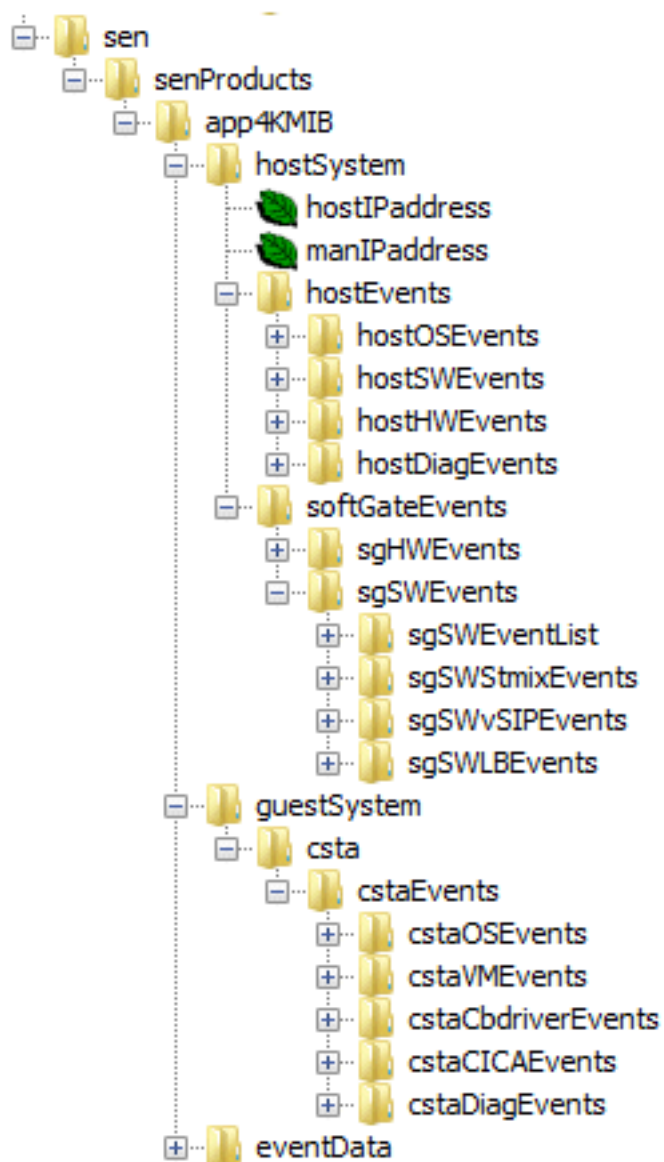 sen
senProducts
app4KMIB
hostSystem
hostIPaddress
manIPaddress
hostEvents
hostOSEvents
hostSWEvents
hostHWEvents
hostDiagEvents
softGateEvents
sgHWEvents
sgSWEvents
sgSWEventList
sgSWStmixEvents
sgSWvSIPEvents
sgSWLBEvents
guestSystem
csta
cstaEvents
cstaOSEvents
cstaVMEvents
cstaCbdriverEvents
cstaCICAEvents
cstaDiagEvents
eventData